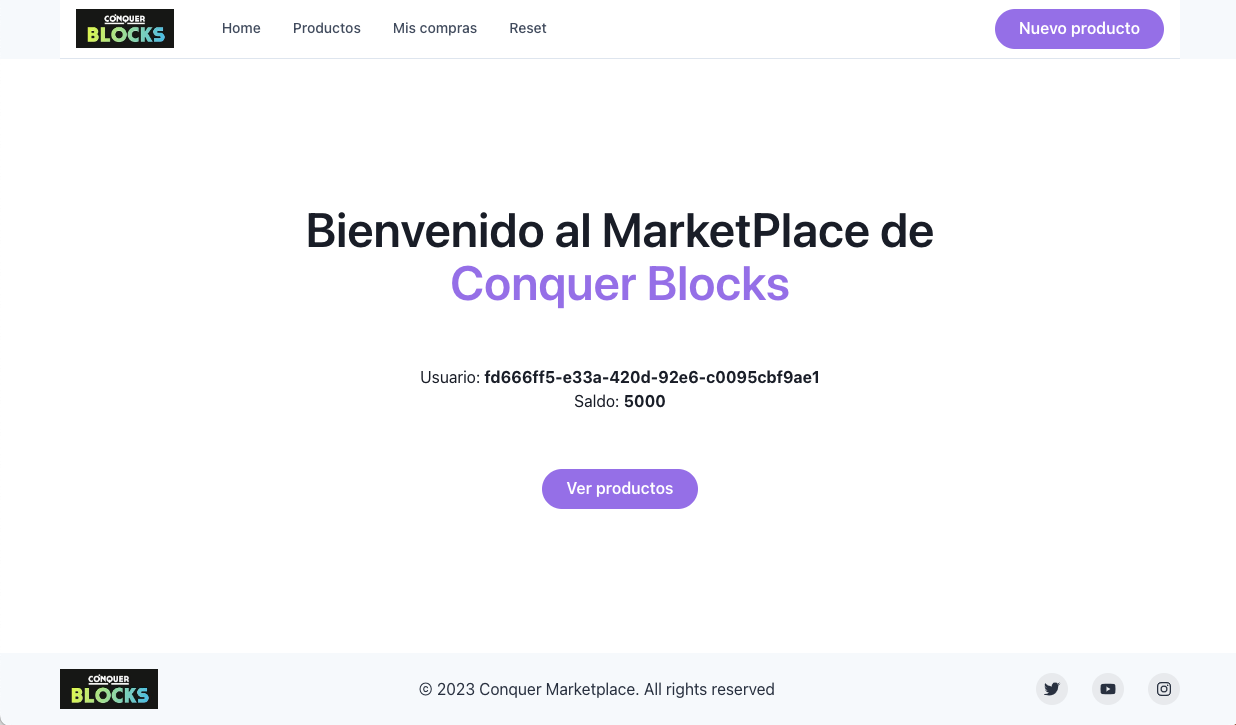 CONQUER
BLOCKS
Home
Productos
Mis compras
Reset
Nuevo producto
Bienvenido al MarketPlace de
Conquer Blocks
Usuario: fd666ff5-e33a-420d-92e6-c0095cbf9ae1
Saldo: 5000
Ver productos
CONQUER
BLOCKS
© 2023 Conquer Marketplace. All rights reserved